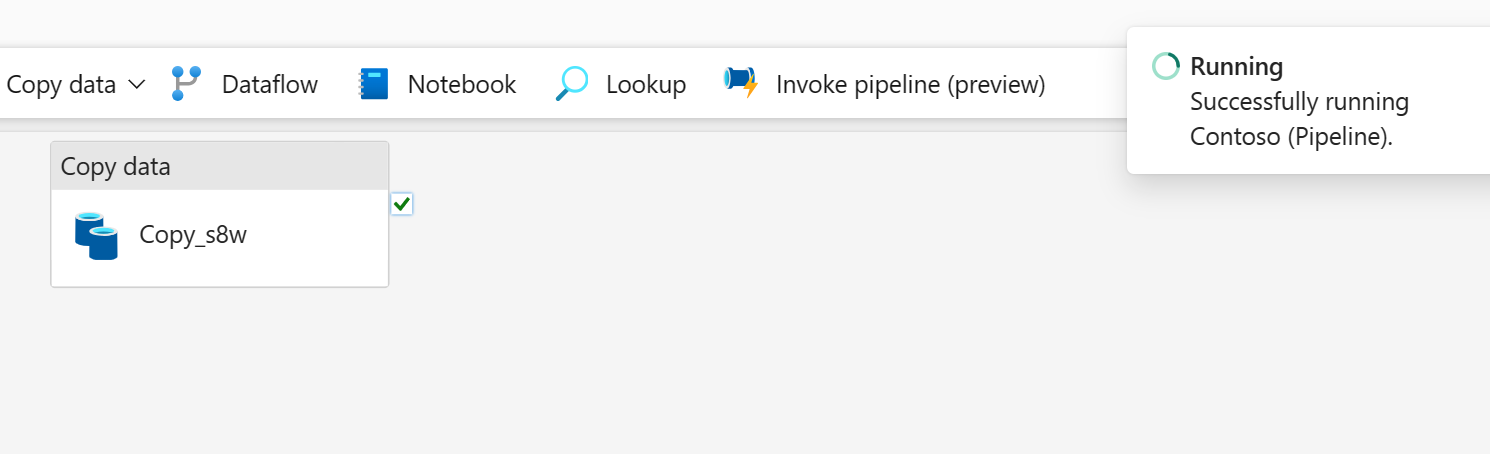 Copy data Dataflow Notebook Lookup Invoke pipeline (preview)
Running
Successfully running
Contoso (Pipeline).
Copy data
Copy_s8w